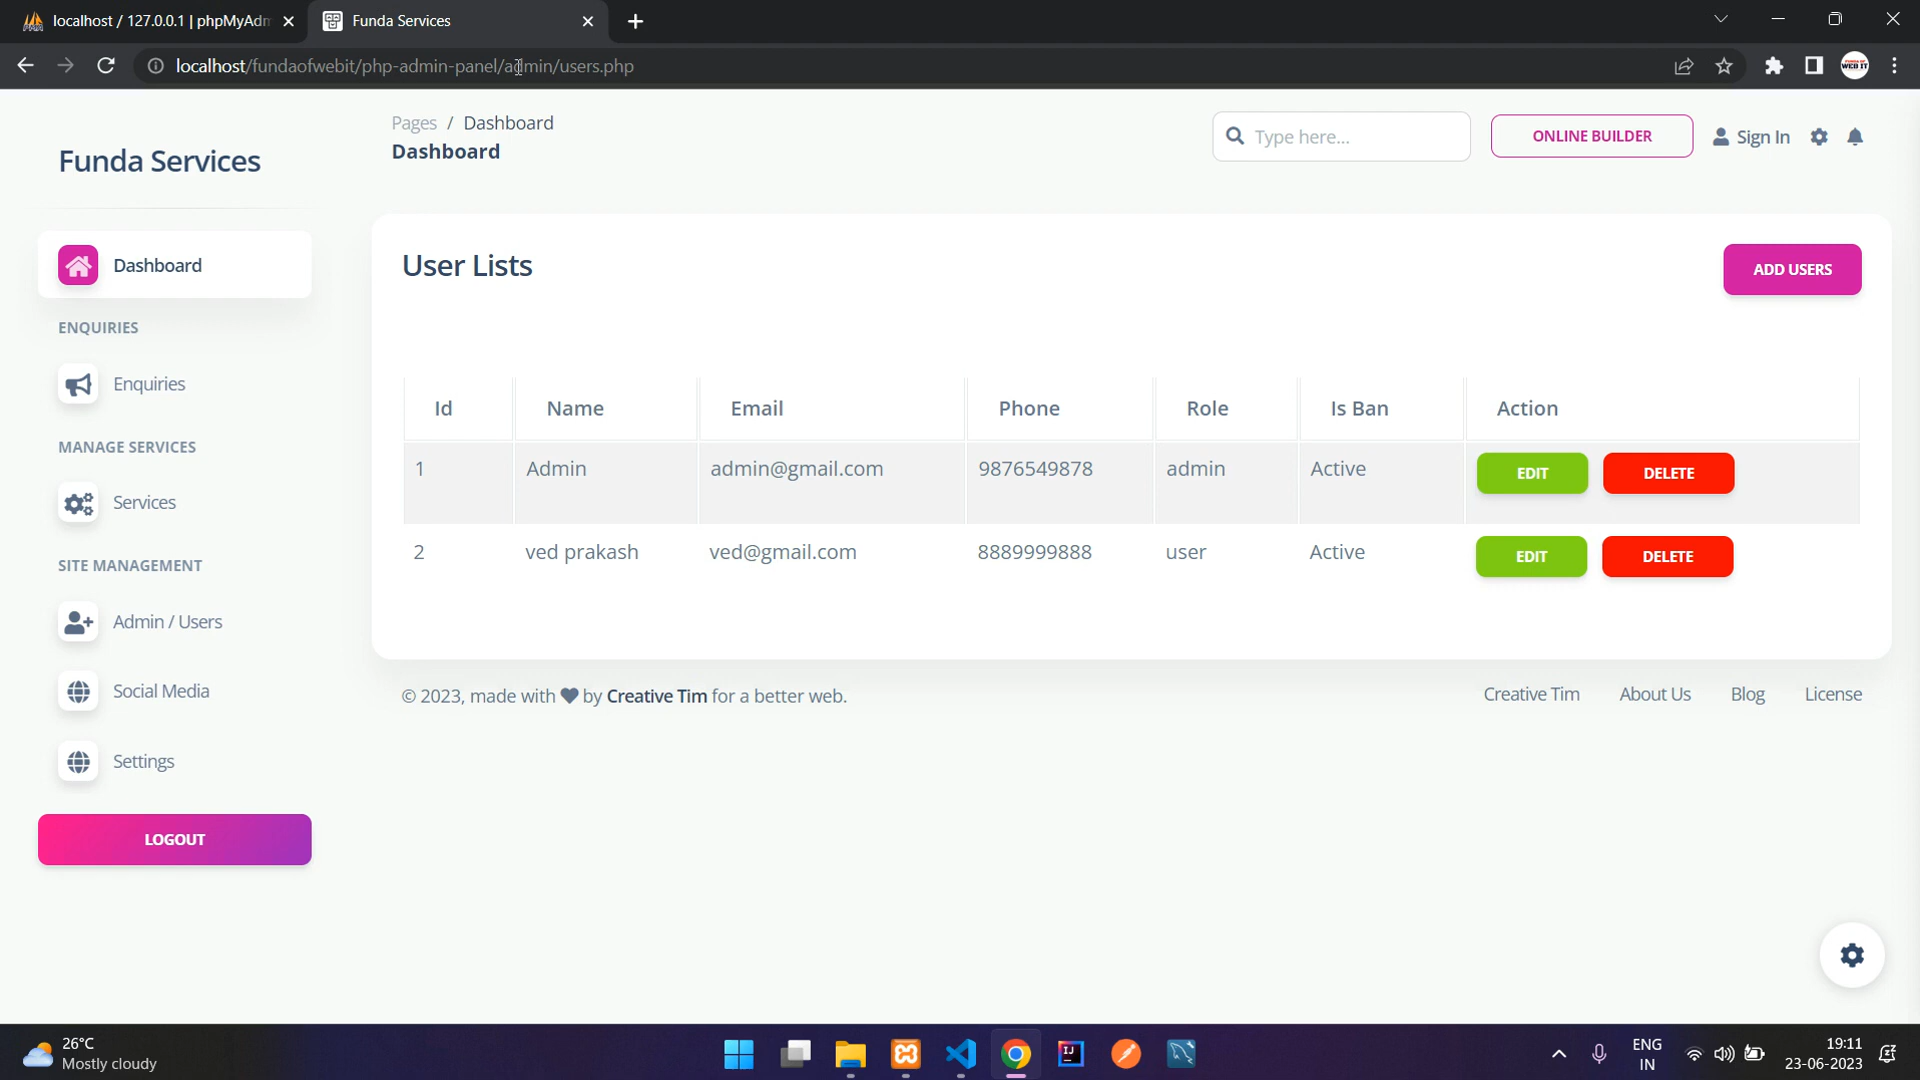 localhost / 127.0.0.1 | phpMyAdm
Funda Services
localhost/fundaofwebit/php-admin-panel/admin/users.php
WEB IT
Pages / Dashboard
Dashboard
Type here...
ONLINE BUILDER
Sign In
Funda Services
Dashboard
ENQUIRIES
Enquiries
MANAGE SERVICES
Services
SITE MANAGEMENT
Admin / Users
Social Media
Settings
LOGOUT
User Lists
ADD USERS
Id Name Email Phone Role Is Ban Action
1 Admin admin@gmail.com 9876549878 admin Active EDIT DELETE
2 ved prakash ved@gmail.com 8889999888 user Active EDIT DELETE
© 2023, made with by Creative Tim for a better web.
Creative Tim About Us Blog License
26°C
Mostly cloudy
IJ
ENG
IN
19:11
23-06-2023